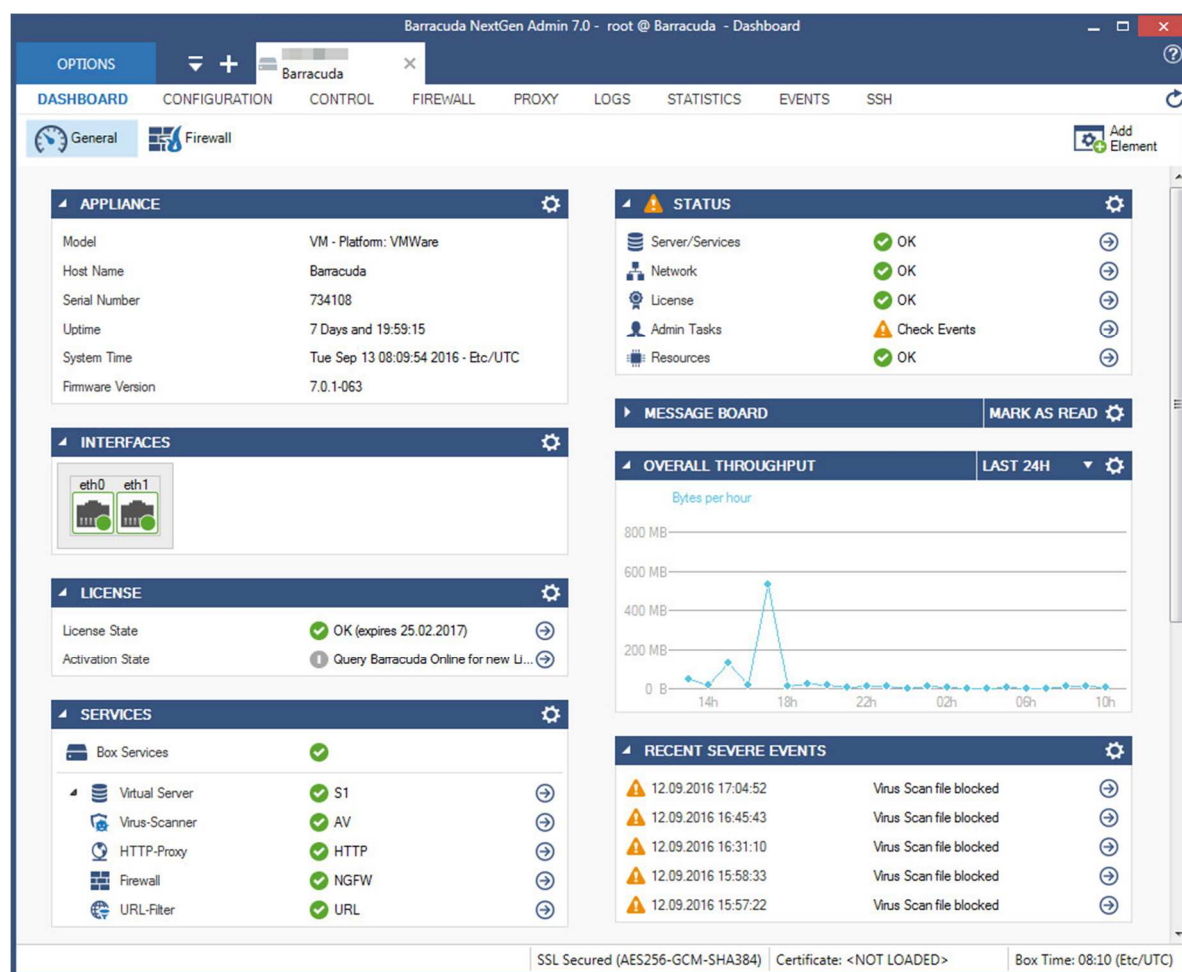 Barracuda NextGen Admin 7.0 - root @ Barracuda - Dashboard
OPTIONS
Barracuda
DASHBOARD CONFIGURATION CONTROL FIREWALL PROXY LOGS STATISTICS EVENTS SSH
General Firewall
Add
Element
APPLIANCE
Model VM - Platform: VMWare
Host Name Barracuda
Serial Number 734108
Uptime 7 Days and 19:59:15
System Time Tue Sep 13 08:09:54 2016 - Etc/UTC
Firmware Version 7.0.1-063
INTERFACES
eth0 eth1
LICENSE
License State OK (expires 25.02.2017)
Activation State Query Barracuda Online for new Li...
SERVICES
Box Services
Virtual Server S1
Virus-Scanner AV
HTTP-Proxy HTTP
Firewall NGFW
URL-Filter URL
STATUS
Server/Services OK
Network OK
License OK
Admin Tasks Check Events
Resources OK
MESSAGE BOARD MARK AS READ
OVERALL THROUGHPUT LAST 24H
Bytes per hour
800 MB
600 MB
400 MB
200 MB
0 B
14h 18h 22h 02h 06h 10h
RECENT SEVERE EVENTS
12.09.2016 17:04:52 Virus Scan file blocked
12.09.2016 16:45:43 Virus Scan file blocked
12.09.2016 16:31:10 Virus Scan file blocked
12.09.2016 15:58:33 Virus Scan file blocked
12.09.2016 15:57:22 Virus Scan file blocked
SSL Secured (AES256-GCM-SHA384) Certificate: <NOT LOADED> Box Time: 08:10 (Etc/UTC)